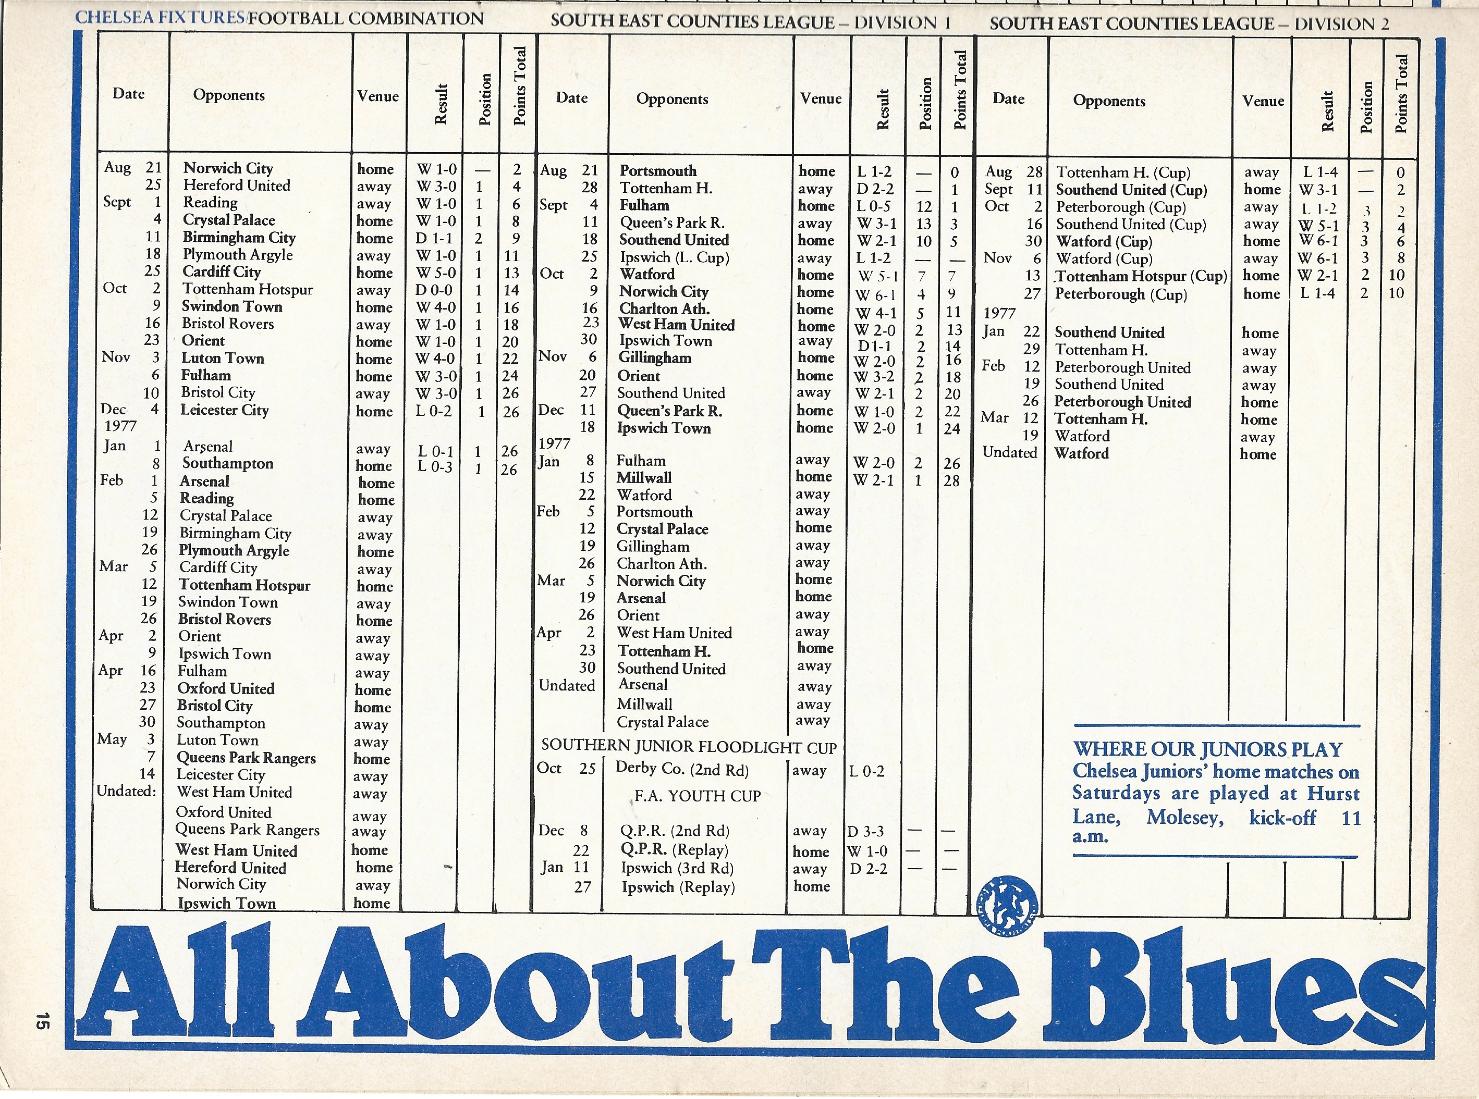 CHELSEA FIXTURES/FOOTBALL COMBINATION
Date Opponents Venue Result Position Points Total
Aug 21 Norwich City home W 1-0 — 2
25 Hereford United away W 3-0 1 4
Sept 1 Reading away W 1-0 1 6
4 Crystal Palace home W 1-0 1 8
11 Birmingham City home D 1-1 2 9
18 Plymouth Argyle away W 1-0 1 11
25 Cardiff City home W 5-0 1 13
Oct 2 Tottenham Hotspur away D 0-0 1 14
9 Swindon Town home W 4-0 1 16
16 Bristol Rovers away W 1-0 1 18
23 Orient home W 1-0 1 20
Nov 3 Luton Town home W 4-0 1 22
6 Fulham home W 3-0 1 24
10 Bristol City away W 3-0 1 26
Dec 4 Leicester City home L 0-2 1 26
1977
Jan 1 Arsenal away L 0-1 1 26
8 Southampton home L 0-3 1 26
Feb 1 Arsenal home
5 Reading home
12 Crystal Palace away
19 Birmingham City away
26 Plymouth Argyle home
Mar 5 Cardiff City away
12 Tottenham Hotspur home
19 Swindon Town away
26 Bristol Rovers home
Apr 2 Orient away
9 Ipswich Town away
Apr 16 Fulham away
23 Oxford United home
27 Bristol City home
30 Southampton away
May 3 Luton Town away
7 Queens Park Rangers home
14 Leicester City away
Undated: West Ham United away
Oxford United away
Queens Park Rangers away
West Ham United home
Hereford United home
Norwich City away
Ipswich Town home
SOUTH EAST COUNTIES LEAGUE – DIVISION 1
Date Opponents Venue Result Position Points Total
Aug 21 Portsmouth home L 1-2 — 0
28 Tottenham H. away D 2-2 — 1
Sept 4 Fulham home L 0-5 12 1
11 Queen's Park R. away W 3-1 13 3
18 Southend United home W 2-1 10 5
25 Ipswich (L. Cup) away L 1-2 — —
Oct 2 Watford home W 5-1 7 7
9 Norwich City home W 6-1 4 9
16 Charlton Ath. home W 4-1 5 11
23 West Ham United home W 2-0 2 13
30 Ipswich Town away D1-1 2 14
Nov 6 Gillingham home W 2-0 2 16
20 Orient home W 3-2 2 18
27 Southend United away W 2-1 2 20
Dec 11 Queen's Park R. home W 1-0 2 22
18 Ipswich Town home W 2-0 1 24
1977
Jan 8 Fulham away W 2-0 2 26
15 Millwall home W 2-1 1 28
22 Watford away
Feb 5 Portsmouth away
12 Crystal Palace home
19 Gillingham away
26 Charlton Ath. away
Mar 5 Norwich City home
19 Arsenal home
26 Orient away
Apr 2 West Ham United away
23 Tottenham H. home
30 Southend United away
Undated Arsenal away
Millwall away
Crystal Palace away
SOUTHERN JUNIOR FLOODLIGHT CUP
Oct 25 Derby Co. (2nd Rd) away L 0-2
F.A. YOUTH CUP
Dec 8 Q.P.R. (2nd Rd) away D 3-3 — —
22 Q.P.R. (Replay) home W 1-0 — —
Jan 11 Ipswich (3rd Rd) away D 2-2 — —
27 Ipswich (Replay) home
SOUTH EAST COUNTIES LEAGUE – DIVISION 2
Date Opponents Venue Result Position Points Total
Aug 28 Tottenham H. (Cup) away L 1-4 — 0
Sept 11 Southend United (Cup) home W 3-1 — 2
Oct 2 Peterborough (Cup) away L 1-2 3 2
16 Southend United (Cup) away W 5-1 3 4
30 Watford (Cup) home W 6-1 3 6
Nov 6 Watford (Cup) away W 6-1 3 8
13 Tottenham Hotspur (Cup) home W 2-1 2 10
27 Peterborough (Cup) home L 1-4 2 10
1977
Jan 22 Southend United home
29 Tottenham H. away
Feb 12 Peterborough United away
19 Southend United away
26 Peterborough United home
Mar 12 Tottenham H. home
19 Watford away
Undated Watford home
WHERE OUR JUNIORS PLAY
Chelsea Juniors' home matches on
Saturdays are played at Hurst
Lane, Molesey, kick-off 11
a.m.
All About The Blues
15